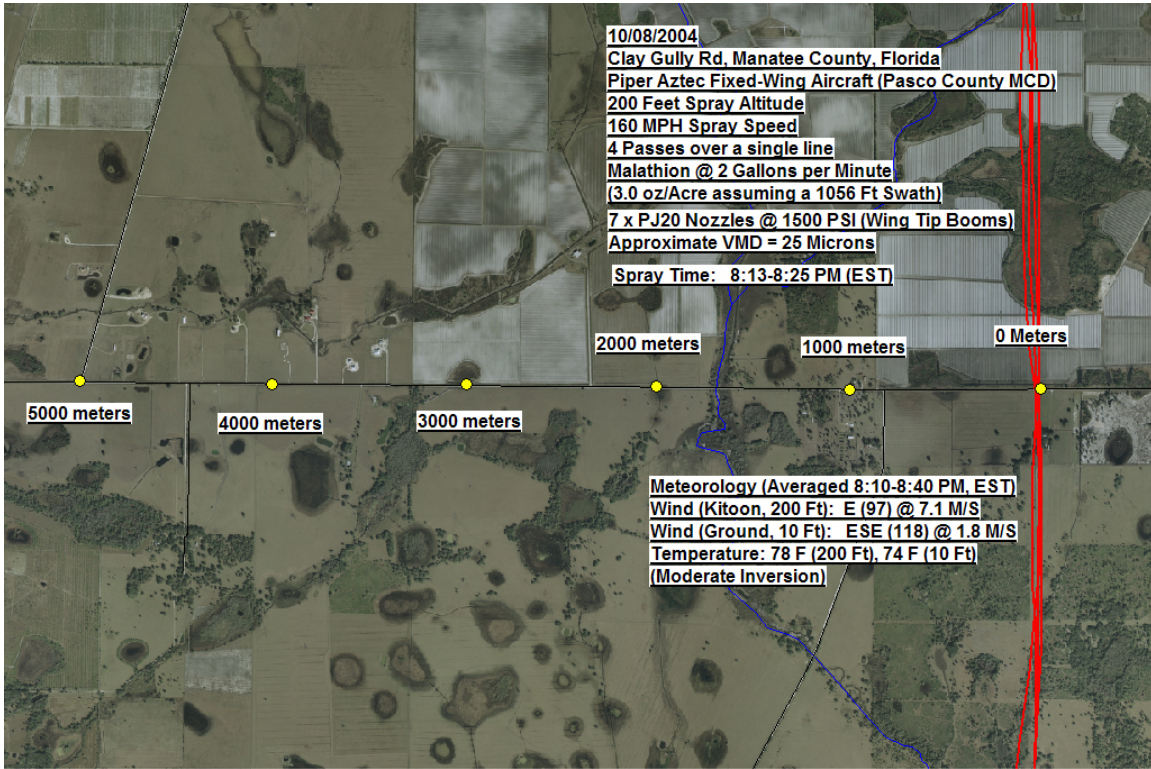 10/08/2004
Clay Gully Rd, Manatee County, Florida
Piper Aztec Fixed-Wing Aircraft (Pasco County MCD)
200 Feet Spray Altitude
160 MPH Spray Speed
4 Passes over a single line
Malathion @ 2 Gallons per Minute
(3.0 oz/Acre assuming a 1056 Ft Swath)
7 x PJ20 Nozzles @ 1500 PSI (Wing Tip Booms)
Approximate VMD = 25 Microns
Spray Time: 8:13-8:25 PM (EST)
5000 meters
4000 meters
3000 meters
2000 meters
1000 meters
0 Meters
Meteorology (Averaged 8:10-8:40 PM, EST)
Wind (Kitoon, 200 Ft): E (97) @ 7.1 M/S
Wind (Ground, 10 Ft): ESE (118) @ 1.8 M/S
Temperature: 78 F (200 Ft), 74 F (10 Ft)
(Moderate Inversion)